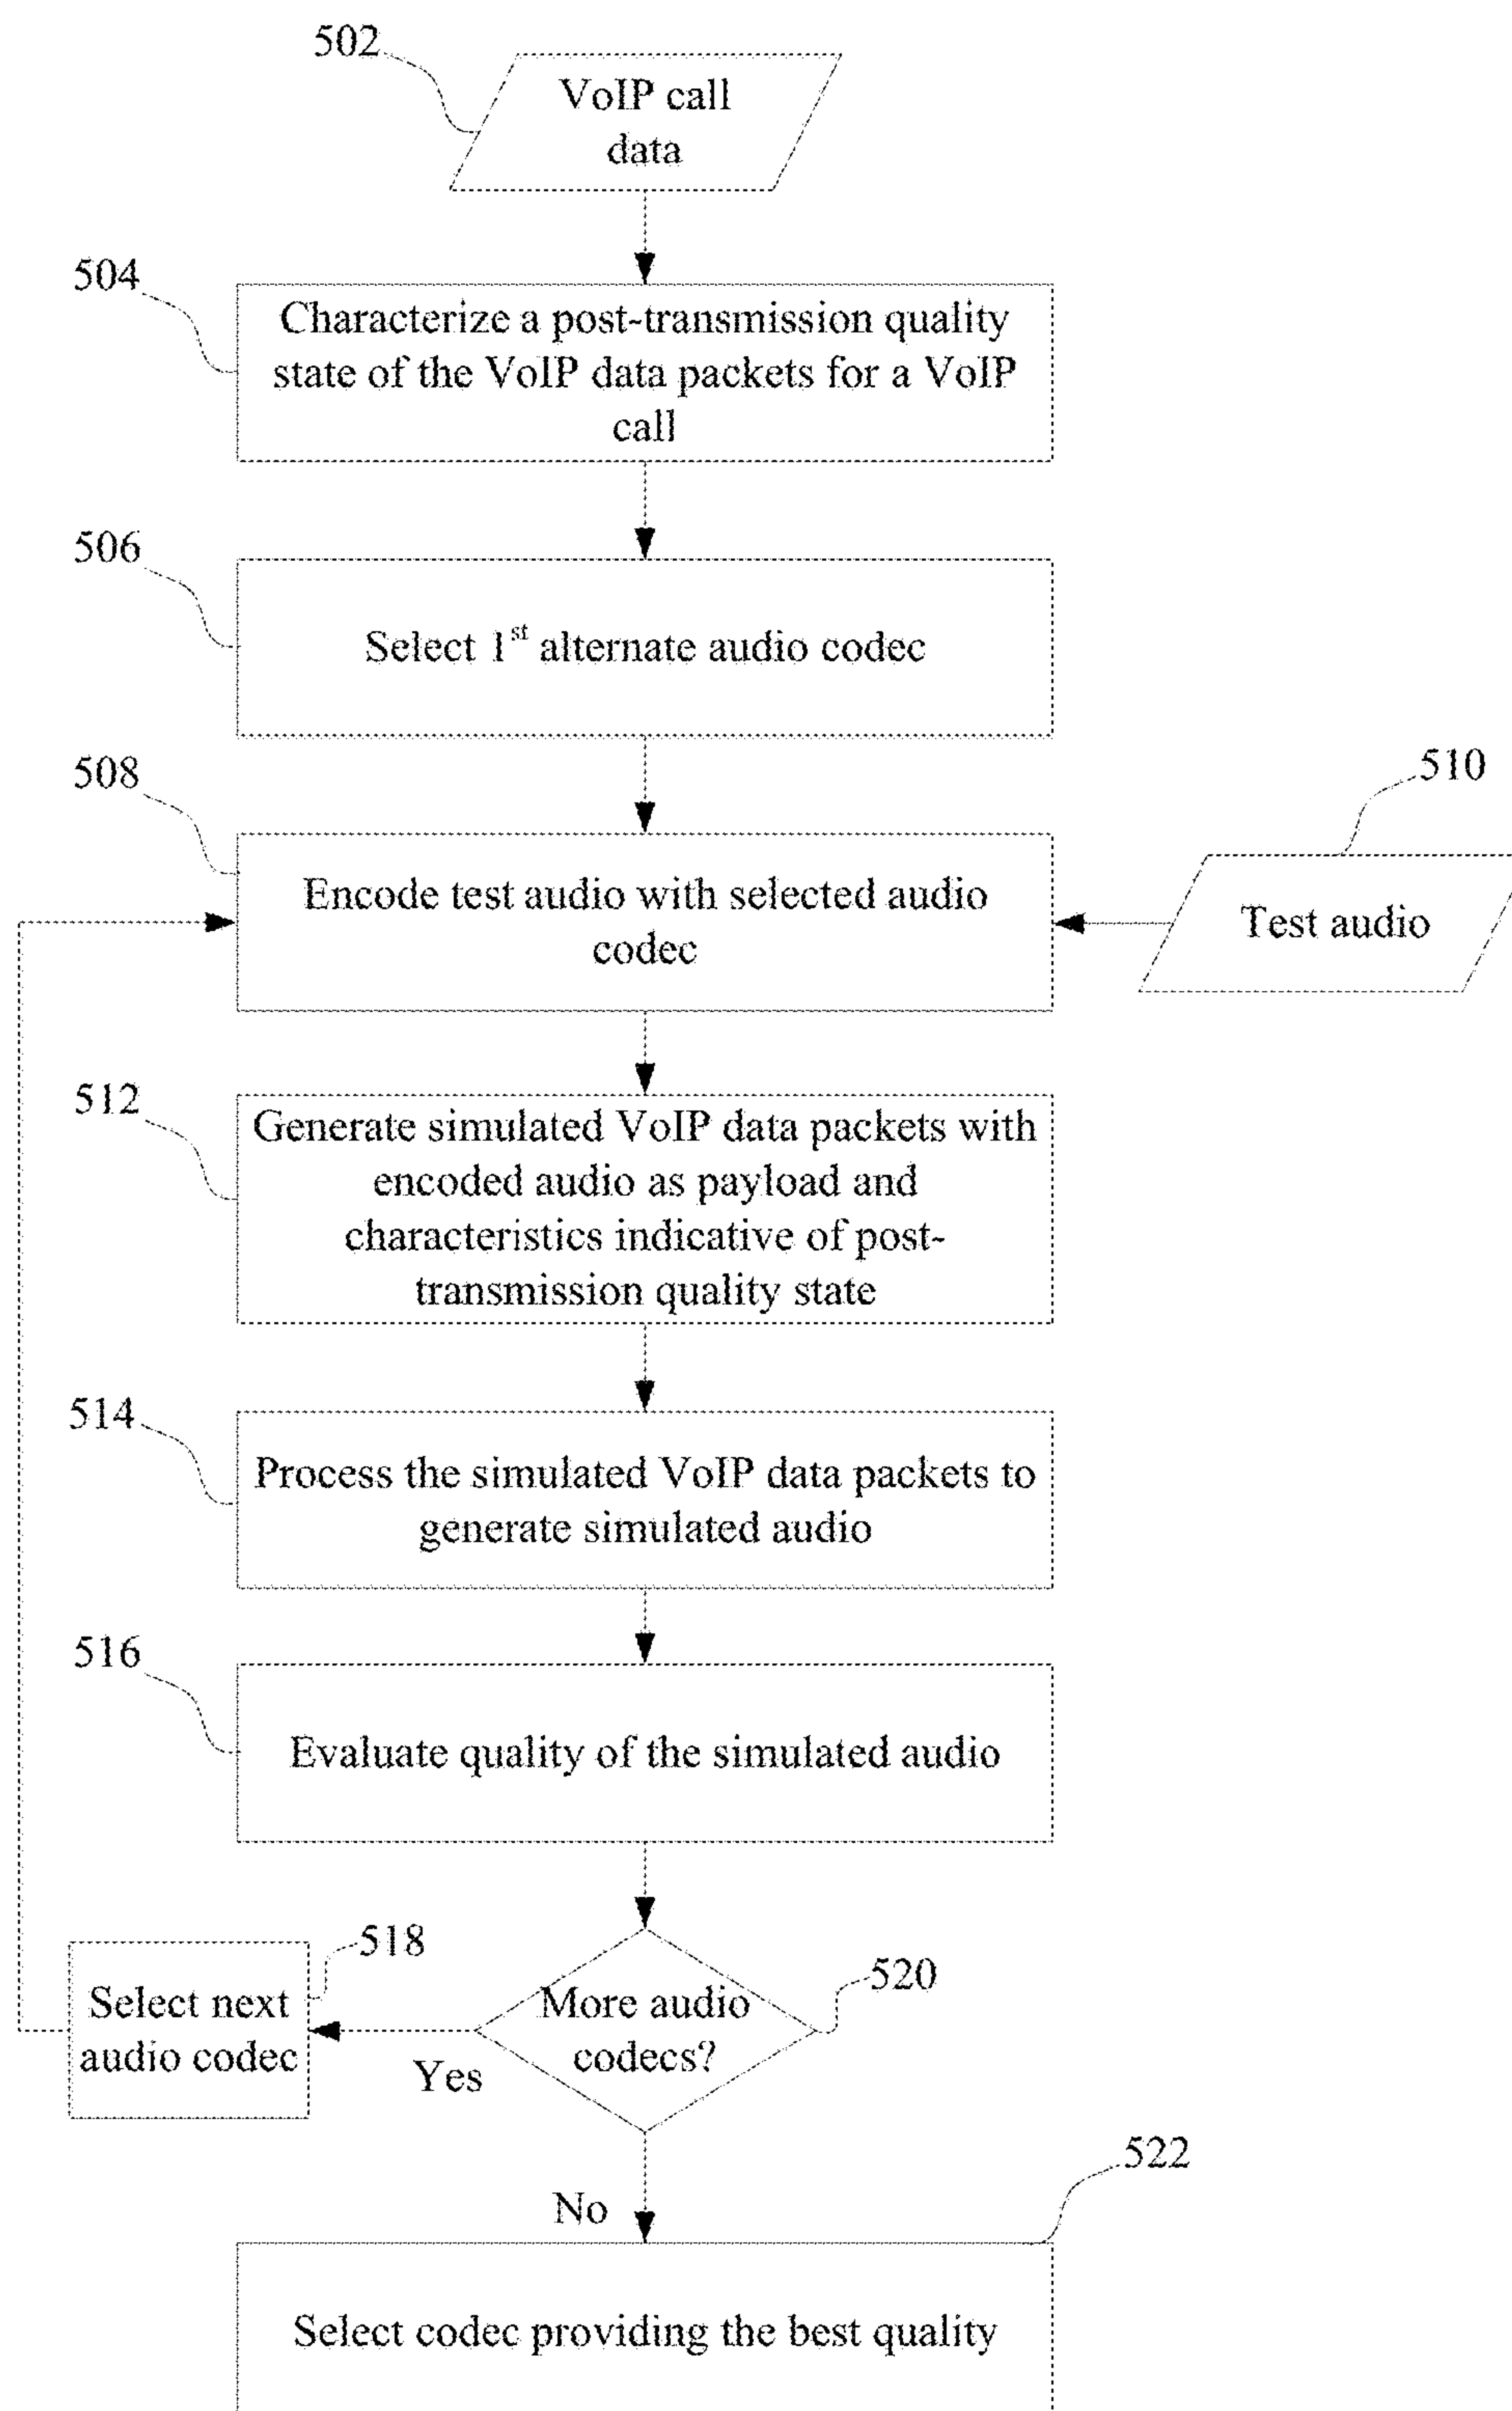 502
VoIP call
data
504
Characterize a post-transmission quality
state of the VoIP data packets for a VoIP
call
506
Select 1st alternate audio codec
508
510
Encode test audio with selected audio
codec
Test audio
512
Generate simulated VoIP data packets with
encoded audio as payload and
characteristics indicative of post-
transmission quality state
514
Process the simulated VoIP data packets to
generate simulated audio
516
Evaluate quality of the simulated audio
518
520
Select next
audio codec
More audio
codecs?
Yes
522
No
Select codec providing the best quality